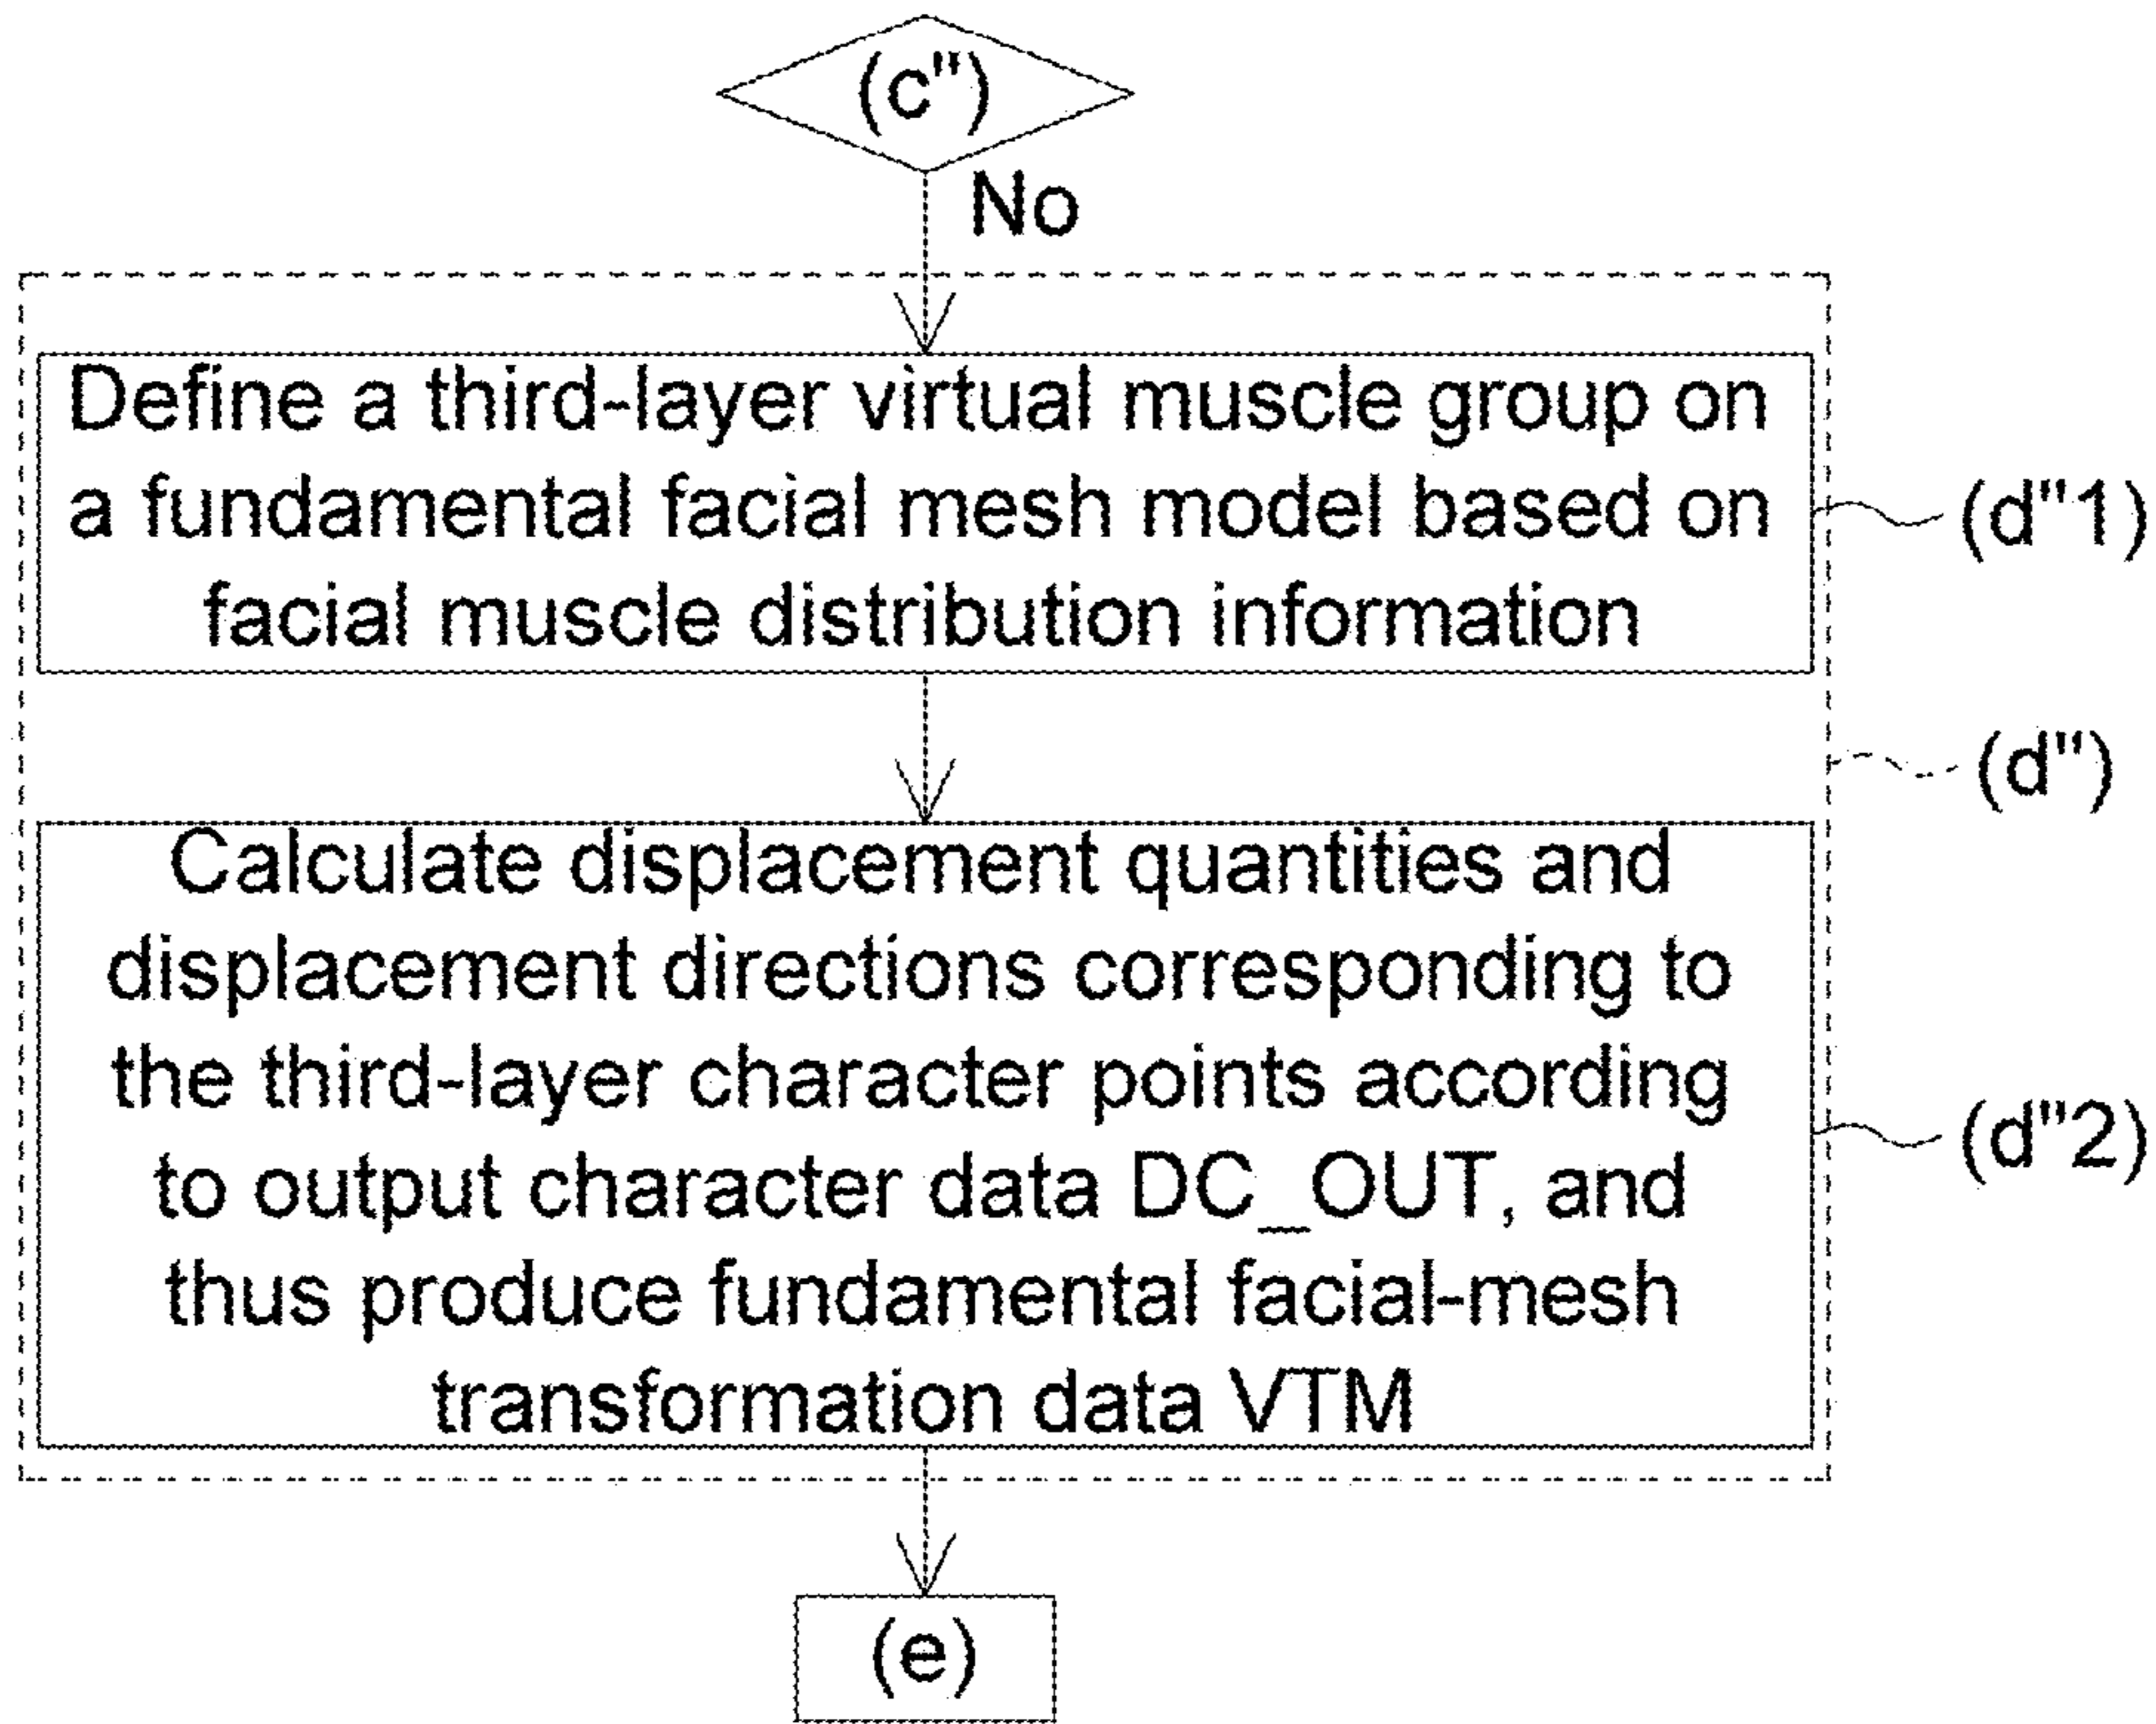 (c")
No
Define a third-layer virtual muscle group on
a fundamental facial mesh model based on
facial muscle distribution information
(d"1)
(d")
Calculate displacement quantities and
displacement directions corresponding to
the third-layer character points according
to output character data DC_OUT, and
thus produce fundamental facial-mesh
transformation data VTM
(d"2)
(e)